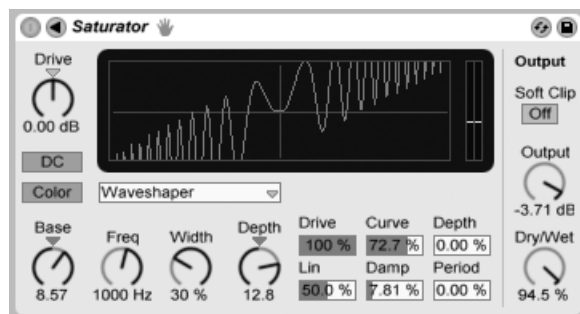 Saturator
Drive
0.00 dB
DC
Color
Waveshaper
Base
8.57
Freq
1000 Hz
Width
30 %
Depth
12.8
Drive
100 %
Curve
72.7 %
Depth
0.00 %
Lin
50.0 %
Damp
7.81 %
Period
0.00 %
Output
Soft Clip
Off
Output
-3.71 dB
Dry/Wet
94.5 %